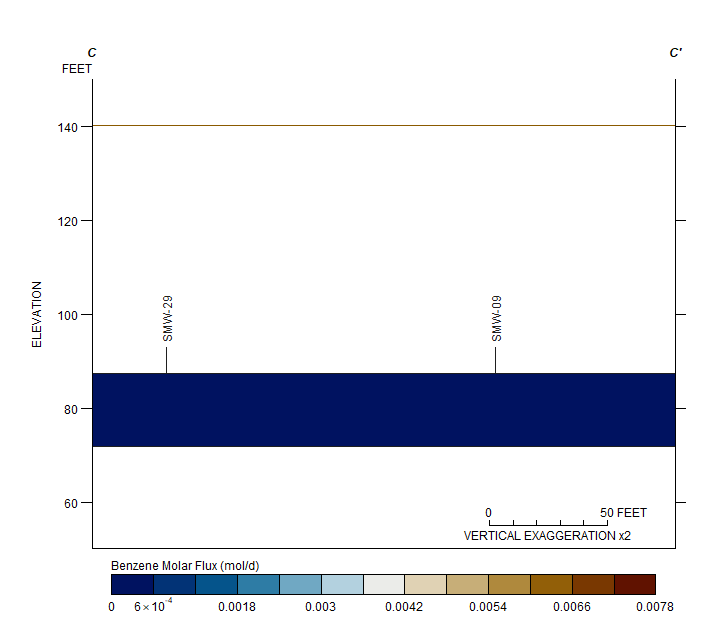 C C'
FEET
140
120
100
80
60
ELEVATION
SMW-29
SMW-09
0 50 FEET
VERTICAL EXAGGERATION x2
Benzene Molar Flux (mol/d)
0 6×10⁻⁴ 0.0018 0.003 0.0042 0.0054 0.0066 0.0078